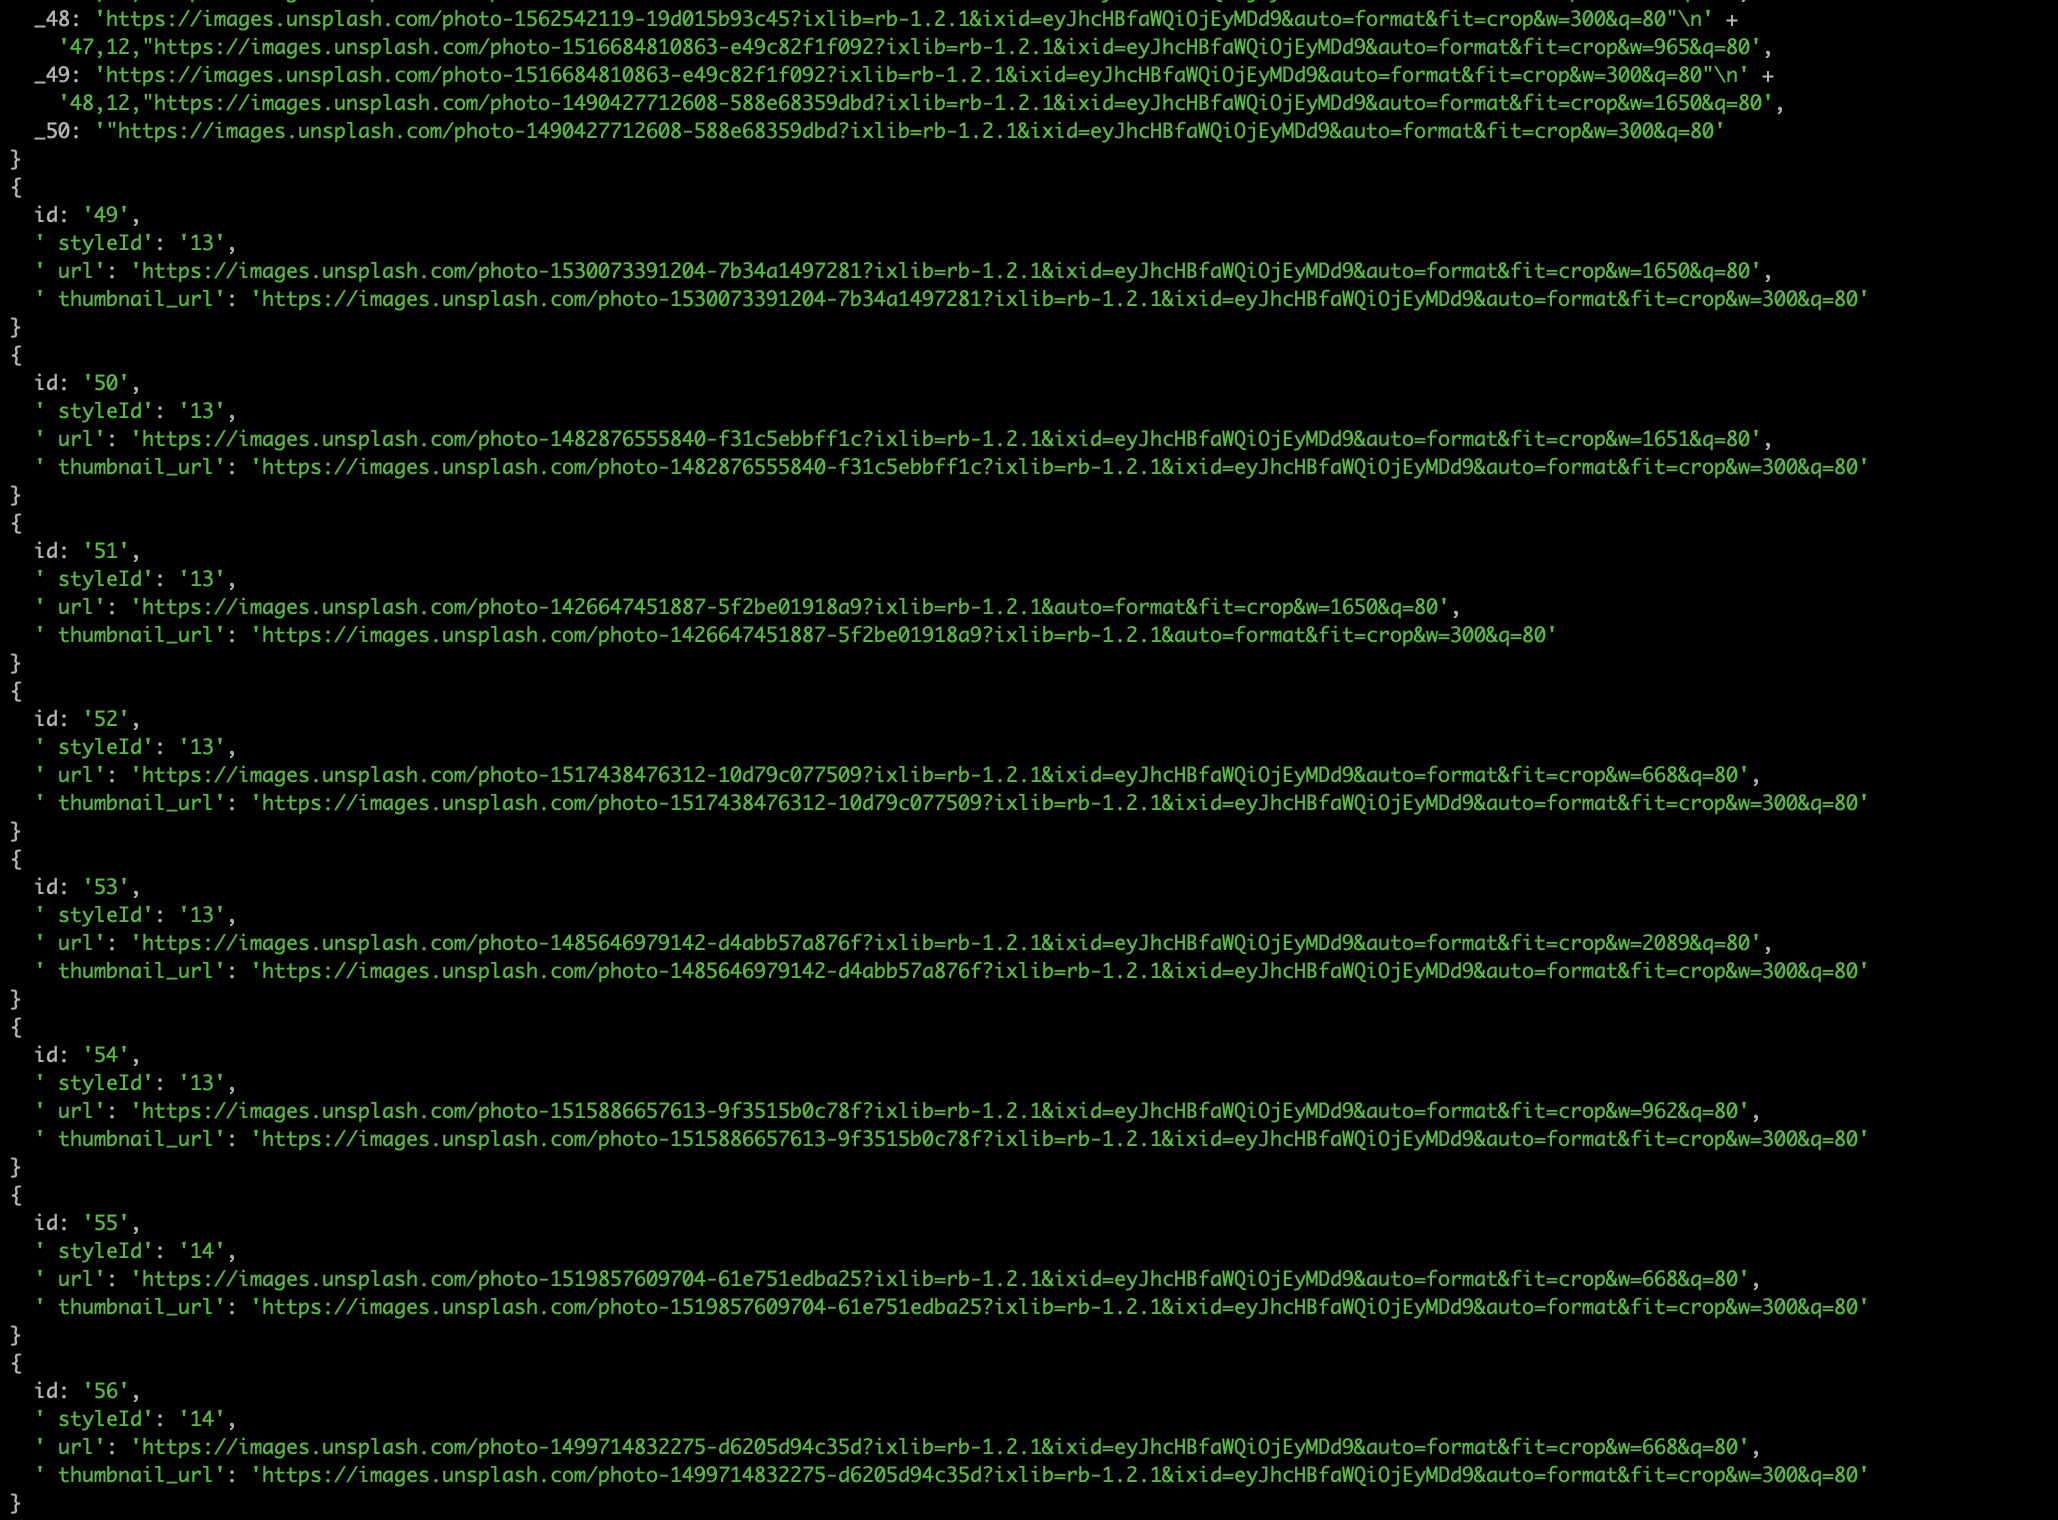 _48: 'https://images.unsplash.com/photo-1562542119-19d015b93c45?ixlib=rb-1.2.1&ixid=eyJhcHBfaWQiOjEyMDd9&auto=format&fit=crop&w=300&q=80"\n' +
'47,12,"https://images.unsplash.com/photo-1516684810863-e49c82f1f092?ixlib=rb-1.2.1&ixid=eyJhcHBfaWQiOjEyMDd9&auto=format&fit=crop&w=965&q=80',
_49: 'https://images.unsplash.com/photo-1516684810863-e49c82f1f092?ixlib=rb-1.2.1&ixid=eyJhcHBfaWQiOjEyMDd9&auto=format&fit=crop&w=300&q=80"\n' +
'48,12,"https://images.unsplash.com/photo-1490427712608-588e68359dbd?ixlib=rb-1.2.1&ixid=eyJhcHBfaWQiOjEyMDd9&auto=format&fit=crop&w=1650&q=80',
_50: '"https://images.unsplash.com/photo-1490427712608-588e68359dbd?ixlib=rb-1.2.1&ixid=eyJhcHBfaWQiOjEyMDd9&auto=format&fit=crop&w=300&q=80'
}
{
id: '49',
' styleId': '13',
' url': 'https://images.unsplash.com/photo-1530073391204-7b34a1497281?ixlib=rb-1.2.1&ixid=eyJhcHBfaWQiOjEyMDd9&auto=format&fit=crop&w=1650&q=80',
' thumbnail_url': 'https://images.unsplash.com/photo-1530073391204-7b34a1497281?ixlib=rb-1.2.1&ixid=eyJhcHBfaWQiOjEyMDd9&auto=format&fit=crop&w=300&q=80'
}
{
id: '50',
' styleId': '13',
' url': 'https://images.unsplash.com/photo-1482876555840-f31c5ebbff1c?ixlib=rb-1.2.1&ixid=eyJhcHBfaWQiOjEyMDd9&auto=format&fit=crop&w=1651&q=80',
' thumbnail_url': 'https://images.unsplash.com/photo-1482876555840-f31c5ebbff1c?ixlib=rb-1.2.1&ixid=eyJhcHBfaWQiOjEyMDd9&auto=format&fit=crop&w=300&q=80'
}
{
id: '51',
' styleId': '13',
' url': 'https://images.unsplash.com/photo-1426647451887-5f2be01918a9?ixlib=rb-1.2.1&auto=format&fit=crop&w=1650&q=80',
' thumbnail_url': 'https://images.unsplash.com/photo-1426647451887-5f2be01918a9?ixlib=rb-1.2.1&auto=format&fit=crop&w=300&q=80'
}
{
id: '52',
' styleId': '13',
' url': 'https://images.unsplash.com/photo-1517438476312-10d79c077509?ixlib=rb-1.2.1&ixid=eyJhcHBfaWQiOjEyMDd9&auto=format&fit=crop&w=668&q=80',
' thumbnail_url': 'https://images.unsplash.com/photo-1517438476312-10d79c077509?ixlib=rb-1.2.1&ixid=eyJhcHBfaWQiOjEyMDd9&auto=format&fit=crop&w=300&q=80'
}
{
id: '53',
' styleId': '13',
' url': 'https://images.unsplash.com/photo-1485646979142-d4abb57a876f?ixlib=rb-1.2.1&ixid=eyJhcHBfaWQiOjEyMDd9&auto=format&fit=crop&w=2089&q=80',
' thumbnail_url': 'https://images.unsplash.com/photo-1485646979142-d4abb57a876f?ixlib=rb-1.2.1&ixid=eyJhcHBfaWQiOjEyMDd9&auto=format&fit=crop&w=300&q=80'
}
{
id: '54',
' styleId': '13',
' url': 'https://images.unsplash.com/photo-1515886657613-9f3515b0c78f?ixlib=rb-1.2.1&ixid=eyJhcHBfaWQiOjEyMDd9&auto=format&fit=crop&w=962&q=80',
' thumbnail_url': 'https://images.unsplash.com/photo-1515886657613-9f3515b0c78f?ixlib=rb-1.2.1&ixid=eyJhcHBfaWQiOjEyMDd9&auto=format&fit=crop&w=300&q=80'
}
{
id: '55',
' styleId': '14',
' url': 'https://images.unsplash.com/photo-1519857609704-61e751edba25?ixlib=rb-1.2.1&ixid=eyJhcHBfaWQiOjEyMDd9&auto=format&fit=crop&w=668&q=80',
' thumbnail_url': 'https://images.unsplash.com/photo-1519857609704-61e751edba25?ixlib=rb-1.2.1&ixid=eyJhcHBfaWQiOjEyMDd9&auto=format&fit=crop&w=300&q=80'
}
{
id: '56',
' styleId': '14',
' url': 'https://images.unsplash.com/photo-1499714832275-d6205d94c35d?ixlib=rb-1.2.1&ixid=eyJhcHBfaWQiOjEyMDd9&auto=format&fit=crop&w=668&q=80',
' thumbnail_url': 'https://images.unsplash.com/photo-1499714832275-d6205d94c35d?ixlib=rb-1.2.1&ixid=eyJhcHBfaWQiOjEyMDd9&auto=format&fit=crop&w=300&q=80'
}